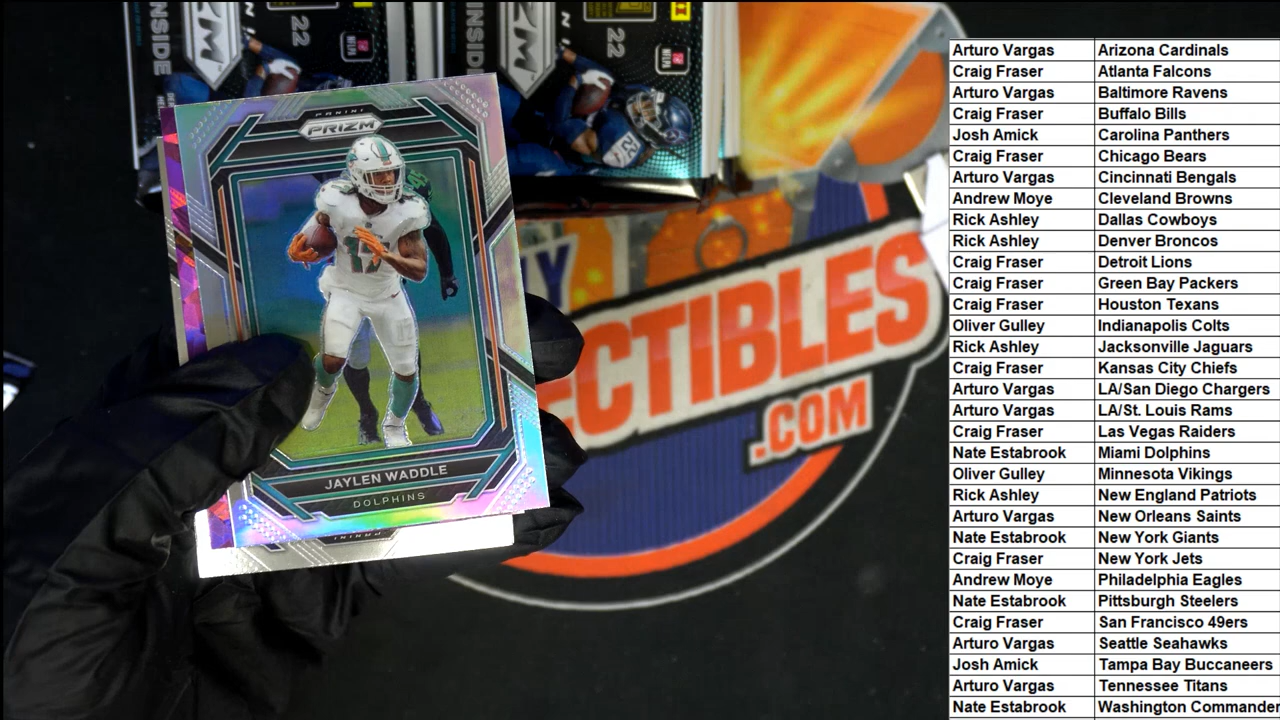 INSIDE
22
INSIDE
22
PANINI
PRIZM
17
JAYLEN WADDLE
DOLPHINS
ECTIBLES
.COM
Arturo Vargas Arizona Cardinals
Craig Fraser Atlanta Falcons
Arturo Vargas Baltimore Ravens
Craig Fraser Buffalo Bills
Josh Amick Carolina Panthers
Craig Fraser Chicago Bears
Arturo Vargas Cincinnati Bengals
Andrew Moye Cleveland Browns
Rick Ashley Dallas Cowboys
Rick Ashley Denver Broncos
Craig Fraser Detroit Lions
Craig Fraser Green Bay Packers
Craig Fraser Houston Texans
Oliver Gulley Indianapolis Colts
Rick Ashley Jacksonville Jaguars
Craig Fraser Kansas City Chiefs
Arturo Vargas LA/San Diego Chargers
Arturo Vargas LA/St. Louis Rams
Craig Fraser Las Vegas Raiders
Nate Estabrook Miami Dolphins
Oliver Gulley Minnesota Vikings
Rick Ashley New England Patriots
Arturo Vargas New Orleans Saints
Nate Estabrook New York Giants
Craig Fraser New York Jets
Andrew Moye Philadelphia Eagles
Nate Estabrook Pittsburgh Steelers
Craig Fraser San Francisco 49ers
Arturo Vargas Seattle Seahawks
Josh Amick Tampa Bay Buccaneers
Arturo Vargas Tennessee Titans
Nate Estabrook Washington Commander